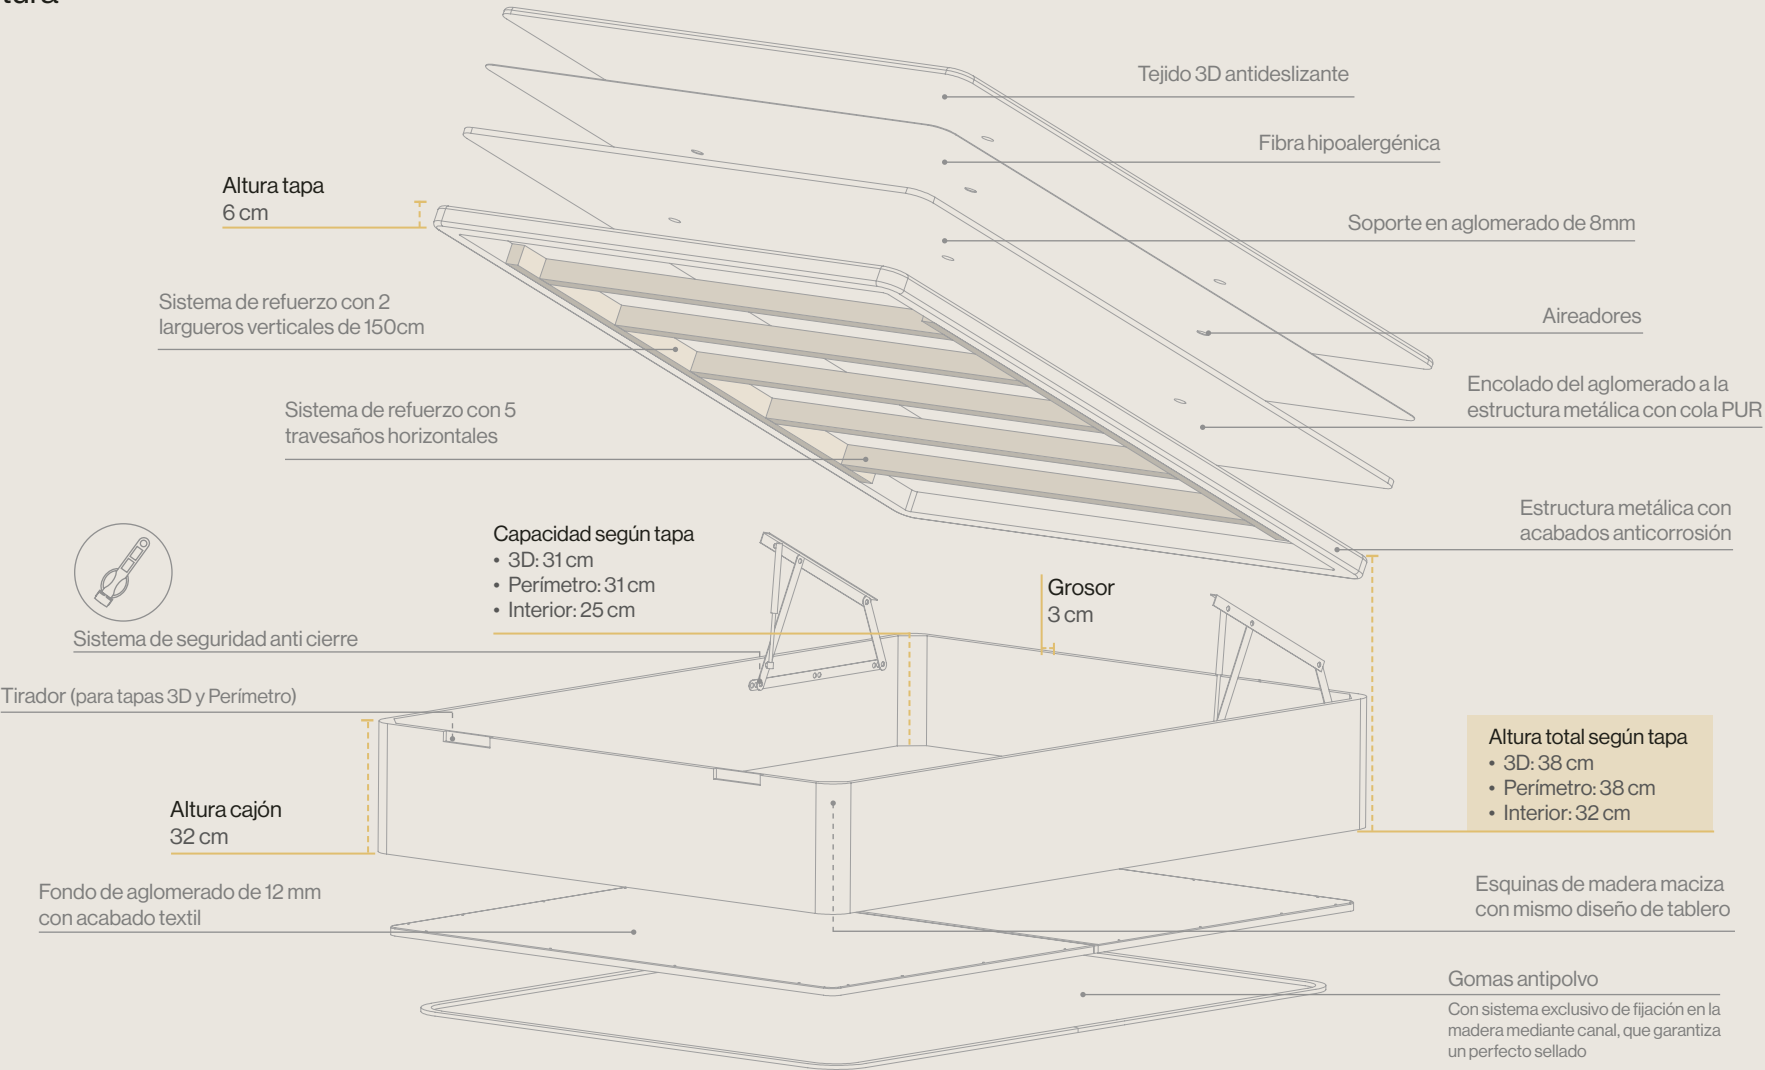 Tejido 3D antideslizante
Fibra hipoalergénica
Altura tapa
6 cm
Soporte en aglomerado de 8mm
Sistema de refuerzo con 2
largueros verticales de 150cm
Aireadores
Encolado del aglomerado a la
estructura metálica con cola PUR
Sistema de refuerzo con 5
travesaños horizontales
Estructura metálica con
acabados anticorrosión
Capacidad según tapa
• 3D: 31 cm
• Perímetro: 31 cm
• Interior: 25 cm
Grosor
3 cm
Sistema de seguridad anti cierre
Tirador (para tapas 3D y Perímetro)
Altura total según tapa
• 3D: 38 cm
• Perímetro: 38 cm
• Interior: 32 cm
Altura cajón
32 cm
Fondo de aglomerado de 12 mm
con acabado textil
Esquinas de madera maciza
con mismo diseño de tablero
Gomas antipolvo
Con sistema exclusivo de fijación en la
madera mediante canal, que garantiza
un perfecto sellado